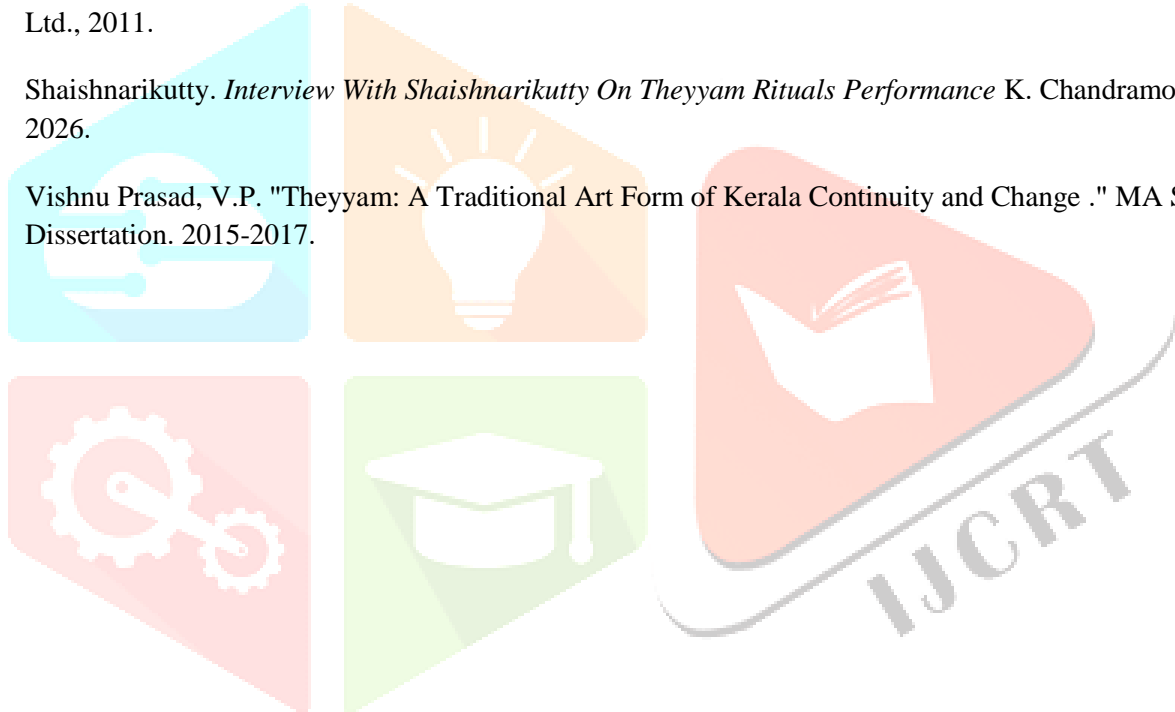 Ltd., 2011.
Shaishnarikutty. Interview With Shaishnarikutty On Theyyam Rituals Performance K. Chandramo
2026.
Vishnu Prasad, V.P. "Theyyam: A Traditional Art Form of Kerala Continuity and Change ." MA S
Dissertation. 2015-2017.
IJCRT